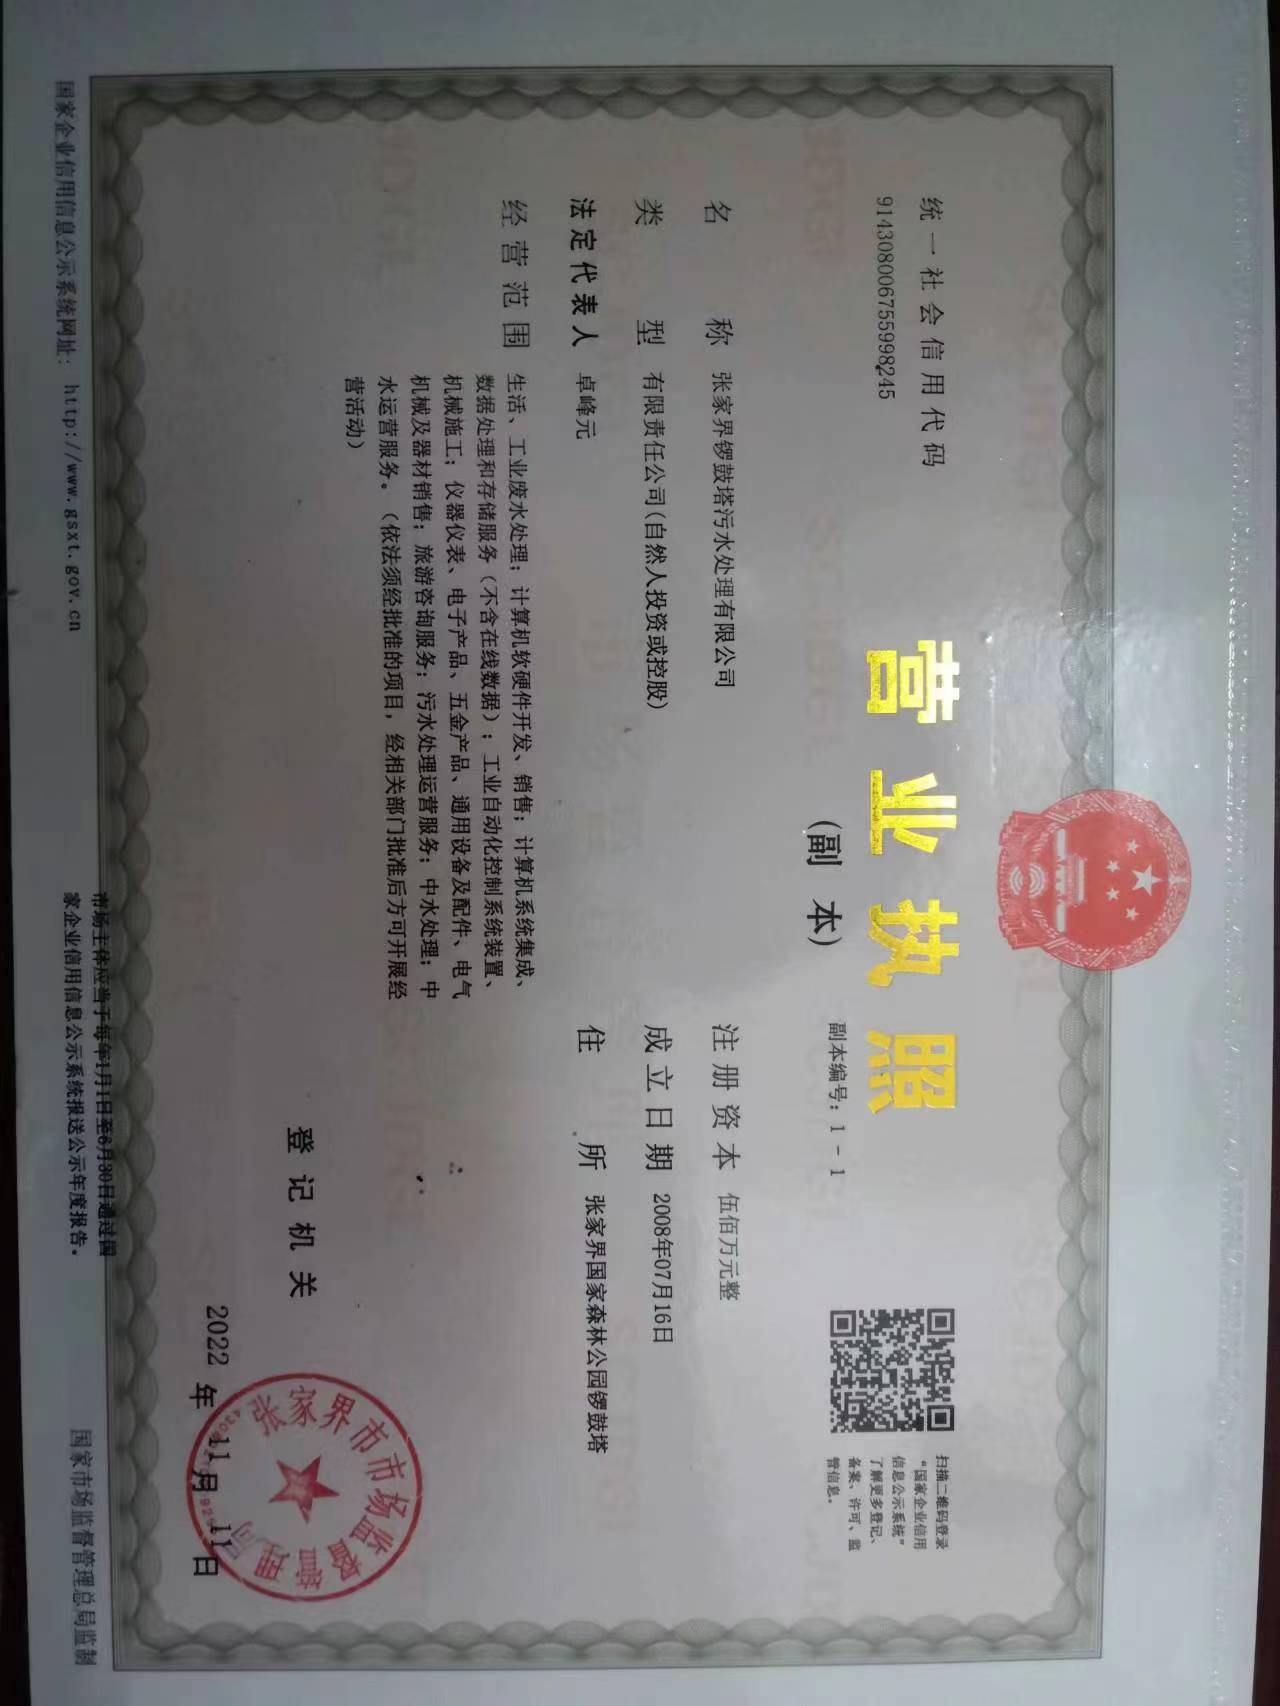 统一社会信用代码
914308006755998245
营业执照
(副 本)
副本编号: 1-1
扫描二维码登录
“国家企业信用
信息公示系统”
了解更多登记、
备案、许可、监
管信息。
名 称 张家界锣鼓塔污水处理有限公司
类 型 有限责任公司(自然人投资或控股)
法定代表人 卓峰元
经营范围 生活、工业废水处理；计算机软硬件开发、销售；计算机系统集成、
数据处理和存储服务（不含在线数据）；工业自动化控制系统装置、
机械施工；仪器仪表、电子产品、五金产品、通用设备及配件、电气
机械及器材销售；旅游咨询服务；污水处理运营服务；中水处理；中
水运营服务。（依法须经批准的项目，经相关部门批准后方可开展经
营活动）
注册资本 伍佰万元整
成立日期 2008年07月16日
住 所 张家界国家森林公园锣鼓塔
登记机关
张家界市市场监督管理局
2022 年 11 月 11 日
国家企业信用信息公示系统网址: http://www.gsxt.gov.cn
市场主体应当于每年1月1日至6月30日通过国
家企业信用信息公示系统报送公示年度报告。
国家市场监督管理总局监制